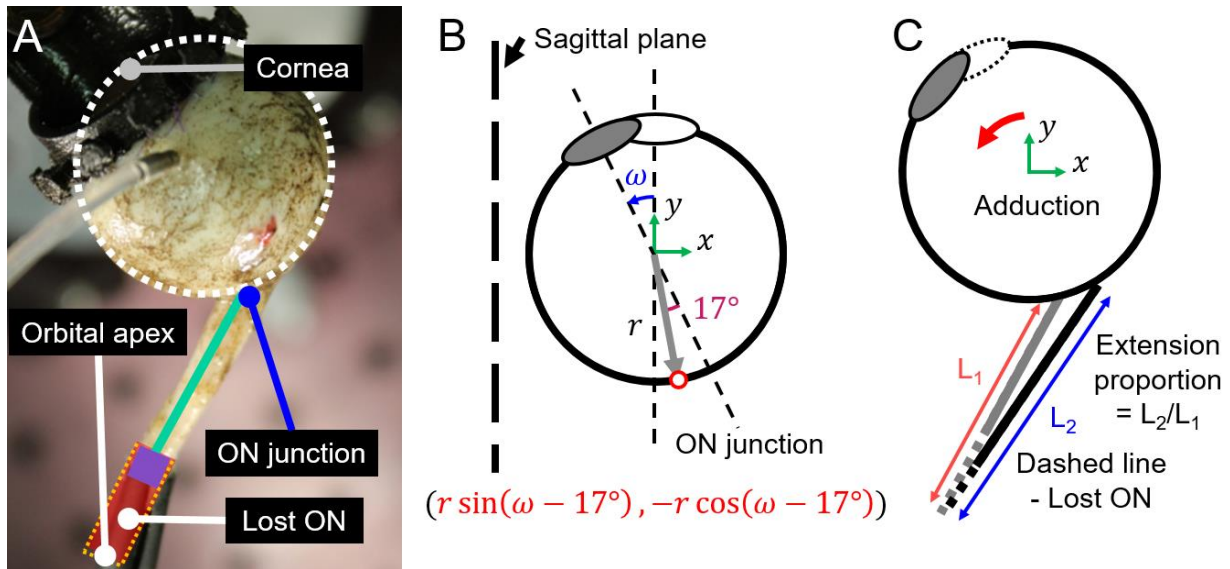 A
Cornea
Orbital apex
ON junction
Lost ON
B
Sagittal plane
ω
y
x
r
17°
ON junction
(r sin(ω − 17°) , −r cos(ω − 17°))
C
y
x
Adduction
L₁
L₂
Extension
proportion
= L₂/L₁
Dashed line
- Lost ON